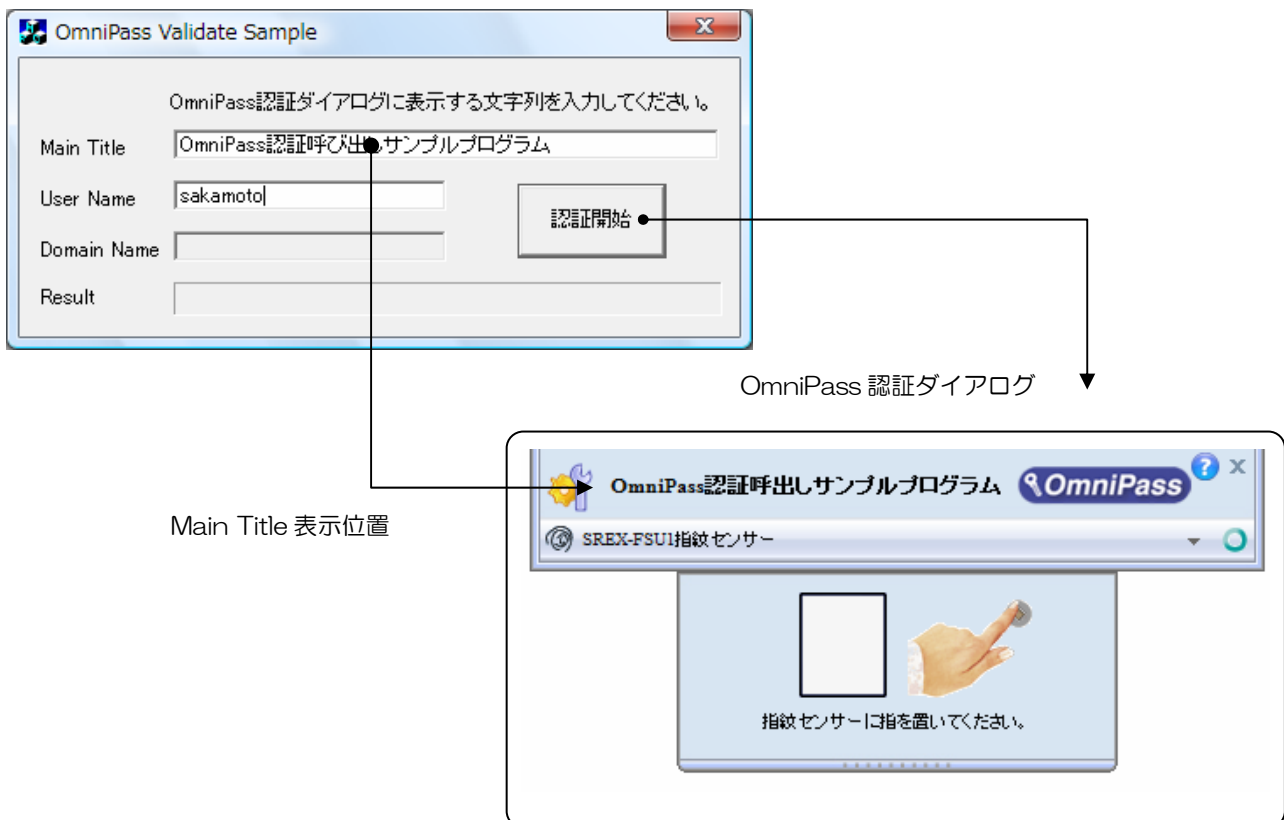 OmniPass Validate Sample
OmniPass認証ダイアログに表示する文字列を入力してください。
Main Title OmniPass認証呼び出しサンプルプログラム
User Name sakamoto
認証開始
Domain Name
Result
OmniPass 認証ダイアログ
OmniPass認証呼出しサンプルプログラム OmniPass ? x
Main Title 表示位置
SREX-FSU1指紋センサー
指紋センサーに指を置いてください。